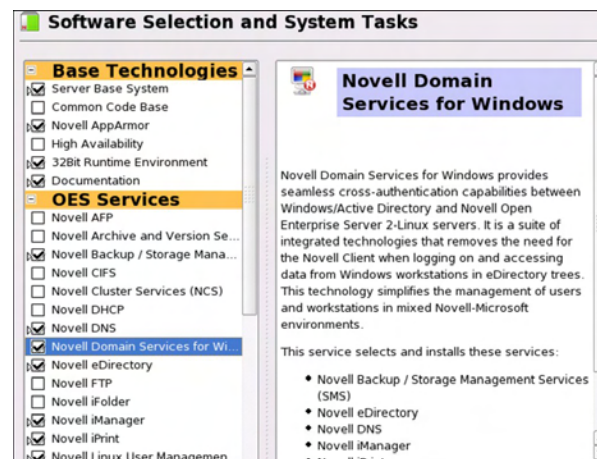 Software Selection and System Tasks
Base Technologies
Server Base System
Common Code Base
Novell AppArmor
High Availability
32Bit Runtime Environment
Documentation
OES Services
Novell AFP
Novell Archive and Version Se...
Novell Backup / Storage Mana...
Novell CIFS
Novell Cluster Services (NCS)
Novell DHCP
Novell DNS
Novell Domain Services for Wi...
Novell eDirectory
Novell FTP
Novell iFolder
Novell iManager
Novell iPrint
Novell Linux User Managemen
Novell Domain
Services for Windows
Novell Domain Services for Windows provides
seamless cross-authentication capabilities between
Windows/Active Directory and Novell Open
Enterprise Server 2-Linux servers. It is a suite of
integrated technologies that removes the need for
the Novell Client when logging on and accessing
data from Windows workstations in eDirectory trees.
This technology simplifies the management of users
and workstations in mixed Novell-Microsoft
environments.
This service selects and installs these services:
• Novell Backup / Storage Management Services
(SMS)
• Novell eDirectory
• Novell DNS
• Novell iManager
• Novell iPrint